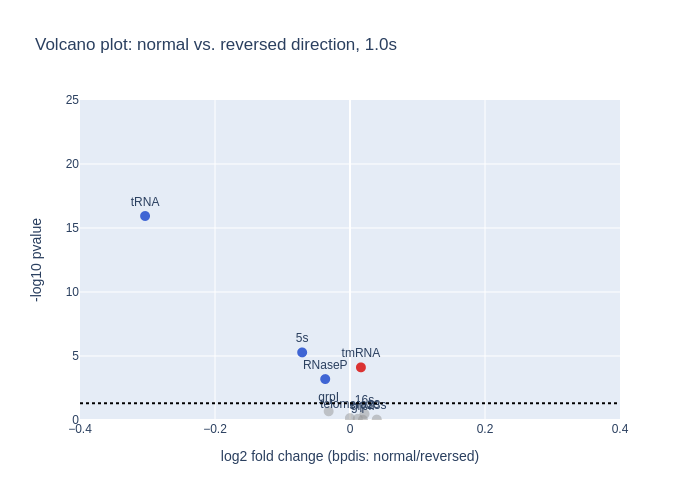 Volcano plot: normal vs. reversed direction, 1.0s
25
20
15
10
5
0
-log10 pvalue
tRNA
5s
tmRNA
RNaseP
grpI
16s
−0.4
−0.2
0
0.2
0.4
log2 fold change (bpdis: normal/reversed)